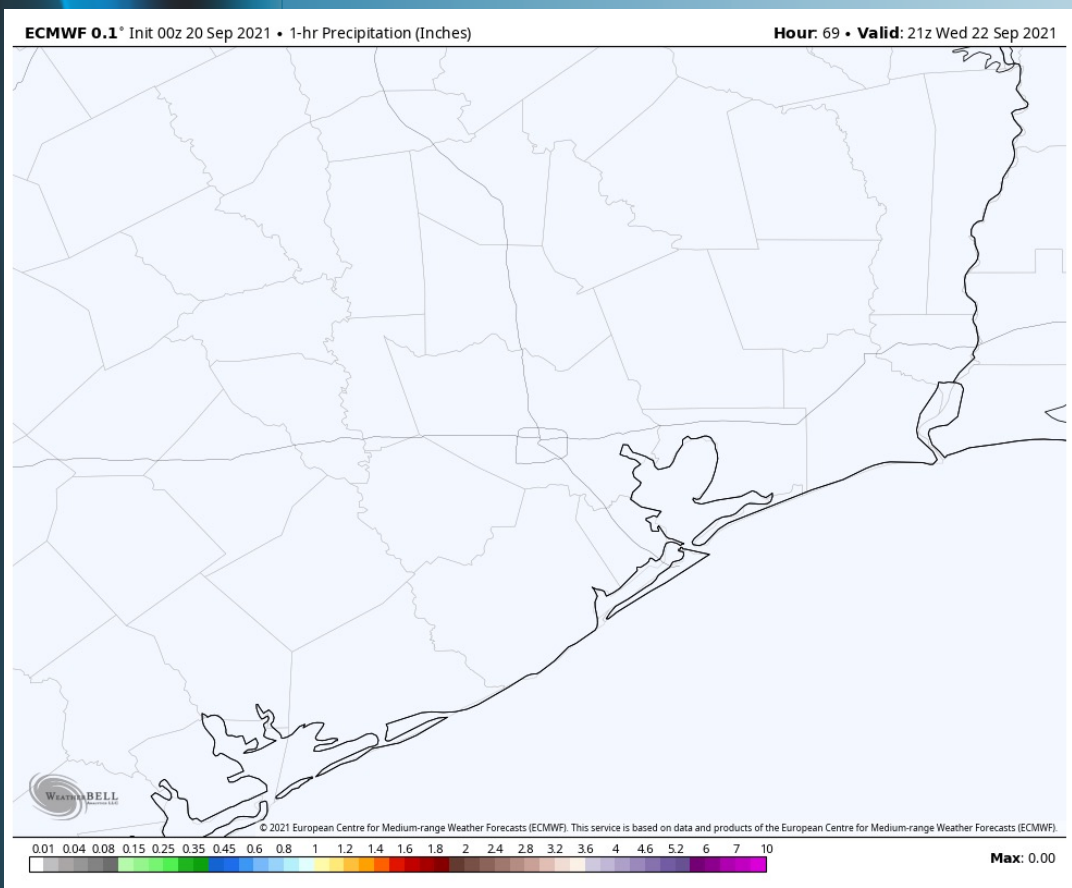 ECMWF 0.1° Init 00z 20 Sep 2021 • 1-hr Precipitation (Inches) Hour: 69 • Valid: 21z Wed 22 Sep 2021
WEATHERBELL
© 2021 European Centre for Medium-range Weather Forecasts (ECMWF). This service is based on data and products of the European Centre for Medium-range Weather Forecasts (ECMWF).
0.01 0.04 0.08 0.15 0.25 0.35 0.45 0.6 0.8 1 1.2 1.4 1.6 1.8 2 2.4 2.8 3.2 3.6 4 4.6 5.2 6 7 10
Max: 0.00